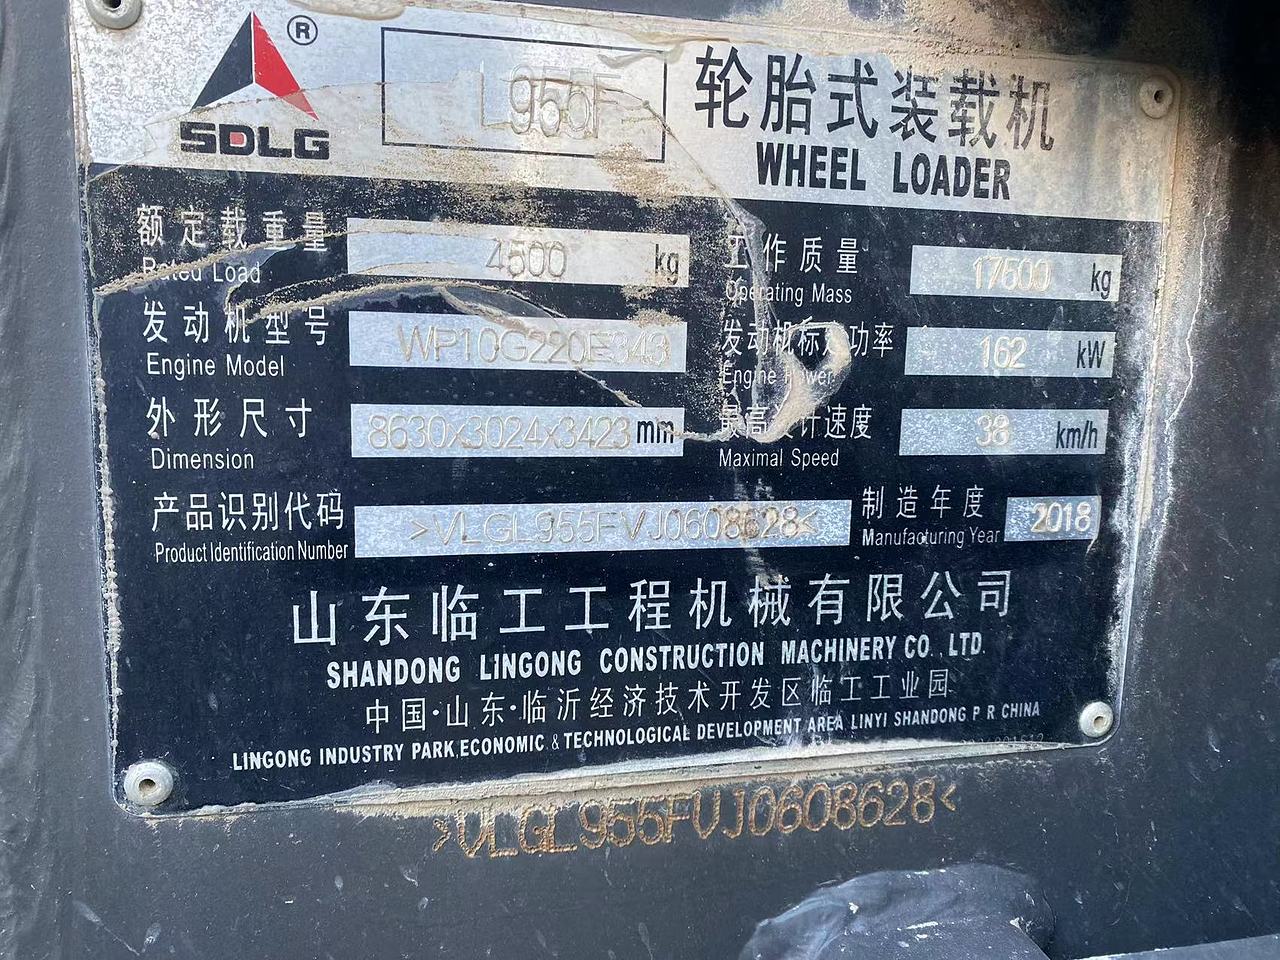 ®
SDLG
L955F
轮胎式装载机
WHEEL LOADER
额定载重量 4500 kg
Rated Load
工作质量 17500 kg
Operating Mass
发动机型号 WP10G220E343
Engine Model
发动机标定功率 162 kW
Engine Power
外形尺寸 8630x3024x3423 mm
Dimension
最高设计速度 38 km/h
Maximal Speed
产品识别代码 >VLGL955FVJ0608628<
Product Identification Number
制造年度 2018
Manufacturing Year
山东临工工程机械有限公司
SHANDONG LINGONG CONSTRUCTION MACHINERY CO., LTD.
中国·山东·临沂经济技术开发区临工工业园
LINGONG INDUSTRY PARK, ECONOMIC & TECHNOLOGICAL DEVELOPMENT AREA LINYI SHANDONG P R CHINA
>VLGL955FVJ0608628<